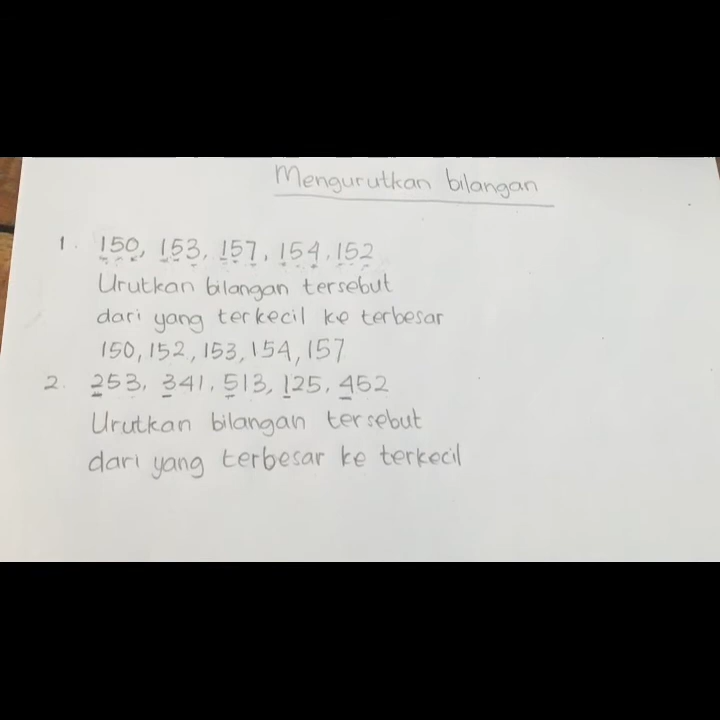 Mengurutkan bilangan
1. 150, 153, 157, 154, 152
Urutkan bilangan tersebut
dari yang terkecil ke terbesar
150, 152, 153, 154, 157
2. 253, 341, 513, 125, 452
Urutkan bilangan tersebut
dari yang terbesar ke terkecil